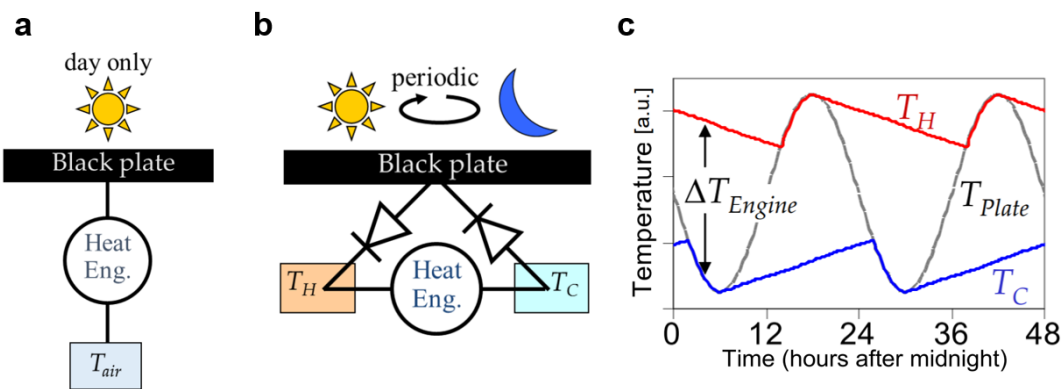 a
day only
Black plate
Heat
Eng.
T_air
b
periodic
Black plate
T_H
Heat
Eng.
T_C
c
Temperature [a.u.]
T_H
ΔT_Engine
T_Plate
T_C
0 12 24 36 48
Time (hours after midnight)